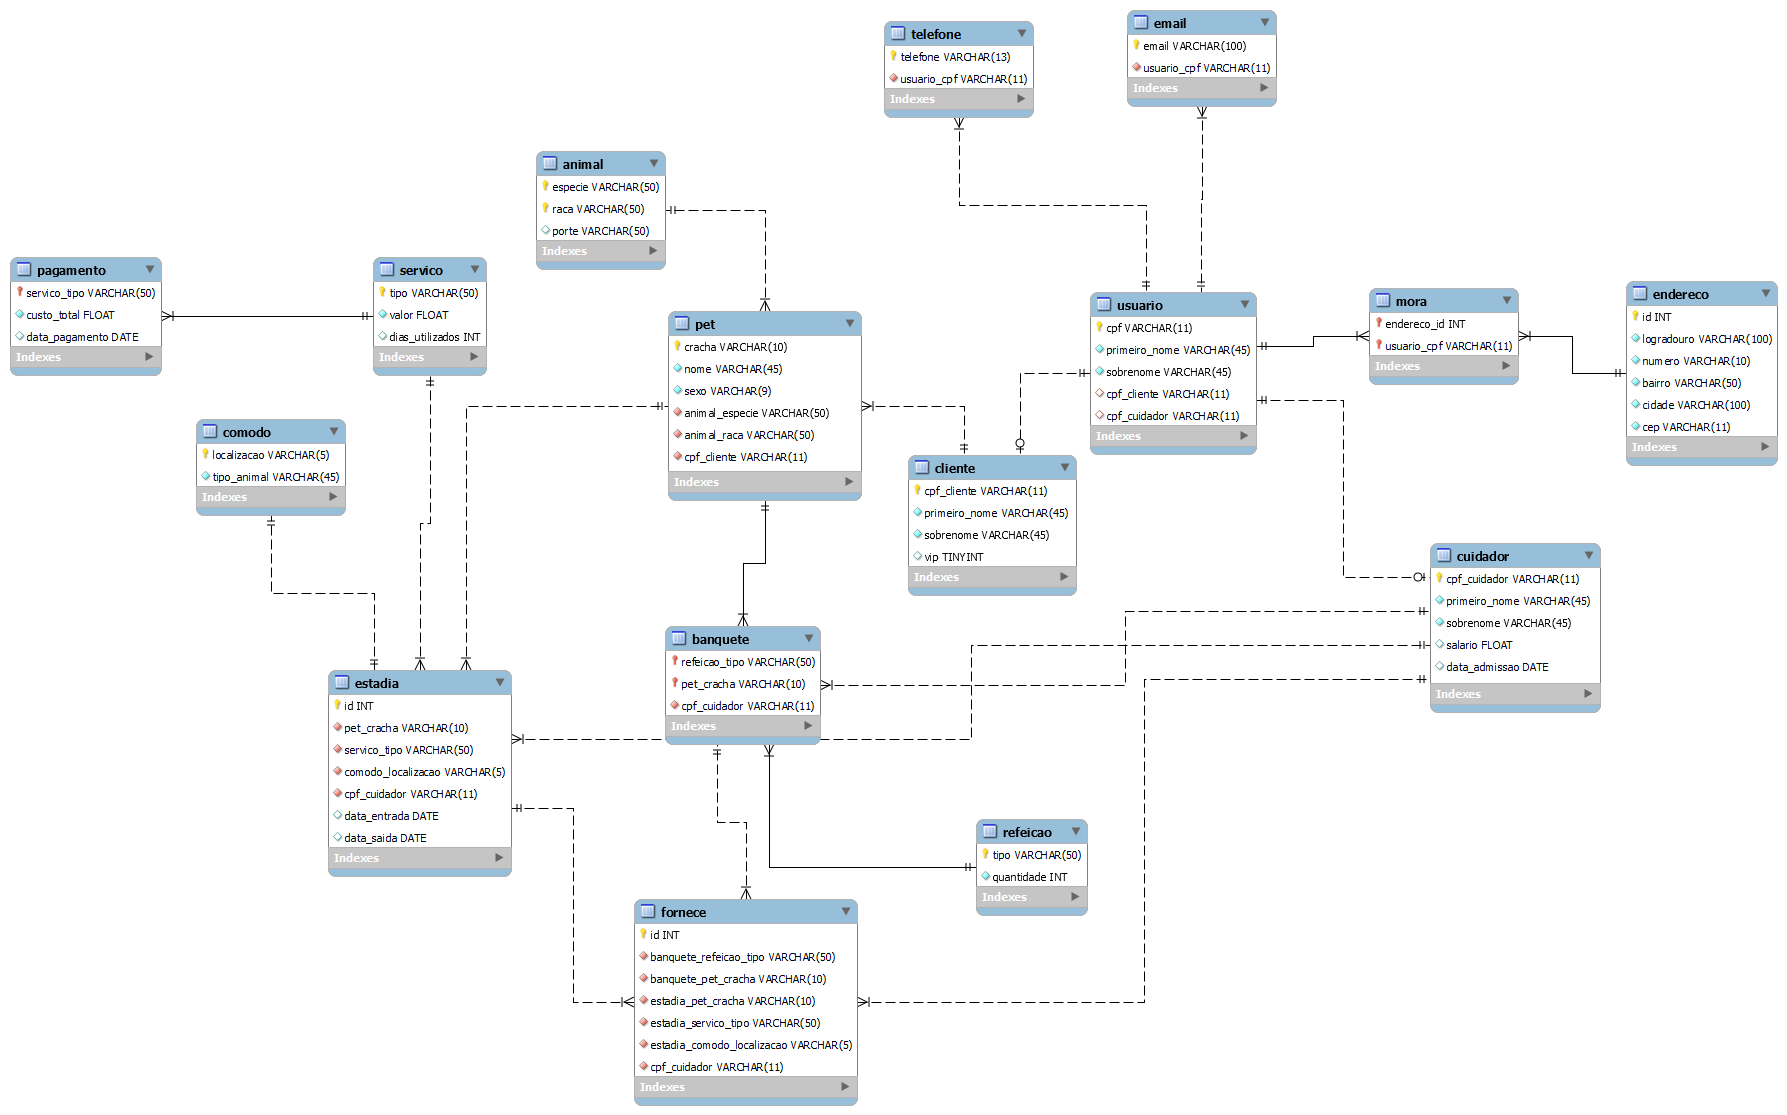 telefone
telefone VARCHAR(13)
usuario_cpf VARCHAR(11)
Indexes
email
email VARCHAR(100)
usuario_cpf VARCHAR(11)
Indexes
animal
especie VARCHAR(50)
raca VARCHAR(50)
porte VARCHAR(50)
Indexes
pagamento
servico_tipo VARCHAR(50)
custo_total FLOAT
data_pagamento DATE
Indexes
servico
tipo VARCHAR(50)
valor FLOAT
dias_utilizados INT
Indexes
pet
cracha VARCHAR(10)
nome VARCHAR(45)
sexo VARCHAR(9)
animal_especie VARCHAR(50)
animal_raca VARCHAR(50)
cpf_cliente VARCHAR(11)
Indexes
usuario
cpf VARCHAR(11)
primeiro_nome VARCHAR(45)
sobrenome VARCHAR(45)
cpf_cliente VARCHAR(11)
cpf_cuidador VARCHAR(11)
Indexes
mora
endereco_id INT
usuario_cpf VARCHAR(11)
Indexes
endereco
id INT
logradouro VARCHAR(100)
numero VARCHAR(10)
bairro VARCHAR(50)
cidade VARCHAR(100)
cep VARCHAR(11)
Indexes
comodo
localizacao VARCHAR(5)
tipo_animal VARCHAR(45)
Indexes
cliente
cpf_cliente VARCHAR(11)
primeiro_nome VARCHAR(45)
sobrenome VARCHAR(45)
vip TINYINT
Indexes
cuidador
cpf_cuidador VARCHAR(11)
primeiro_nome VARCHAR(45)
sobrenome VARCHAR(45)
salario FLOAT
data_admissao DATE
Indexes
banquete
refeicao_tipo VARCHAR(50)
pet_cracha VARCHAR(10)
cpf_cuidador VARCHAR(11)
Indexes
estadia
id INT
pet_cracha VARCHAR(10)
servico_tipo VARCHAR(50)
comodo_localizacao VARCHAR(5)
cpf_cuidador VARCHAR(11)
data_entrada DATE
data_saida DATE
Indexes
refeicao
tipo VARCHAR(50)
quantidade INT
Indexes
fornece
id INT
banquete_refeicao_tipo VARCHAR(50)
banquete_pet_cracha VARCHAR(10)
estadia_pet_cracha VARCHAR(10)
estadia_servico_tipo VARCHAR(50)
estadia_comodo_localizacao VARCHAR(5)
cpf_cuidador VARCHAR(11)
Indexes